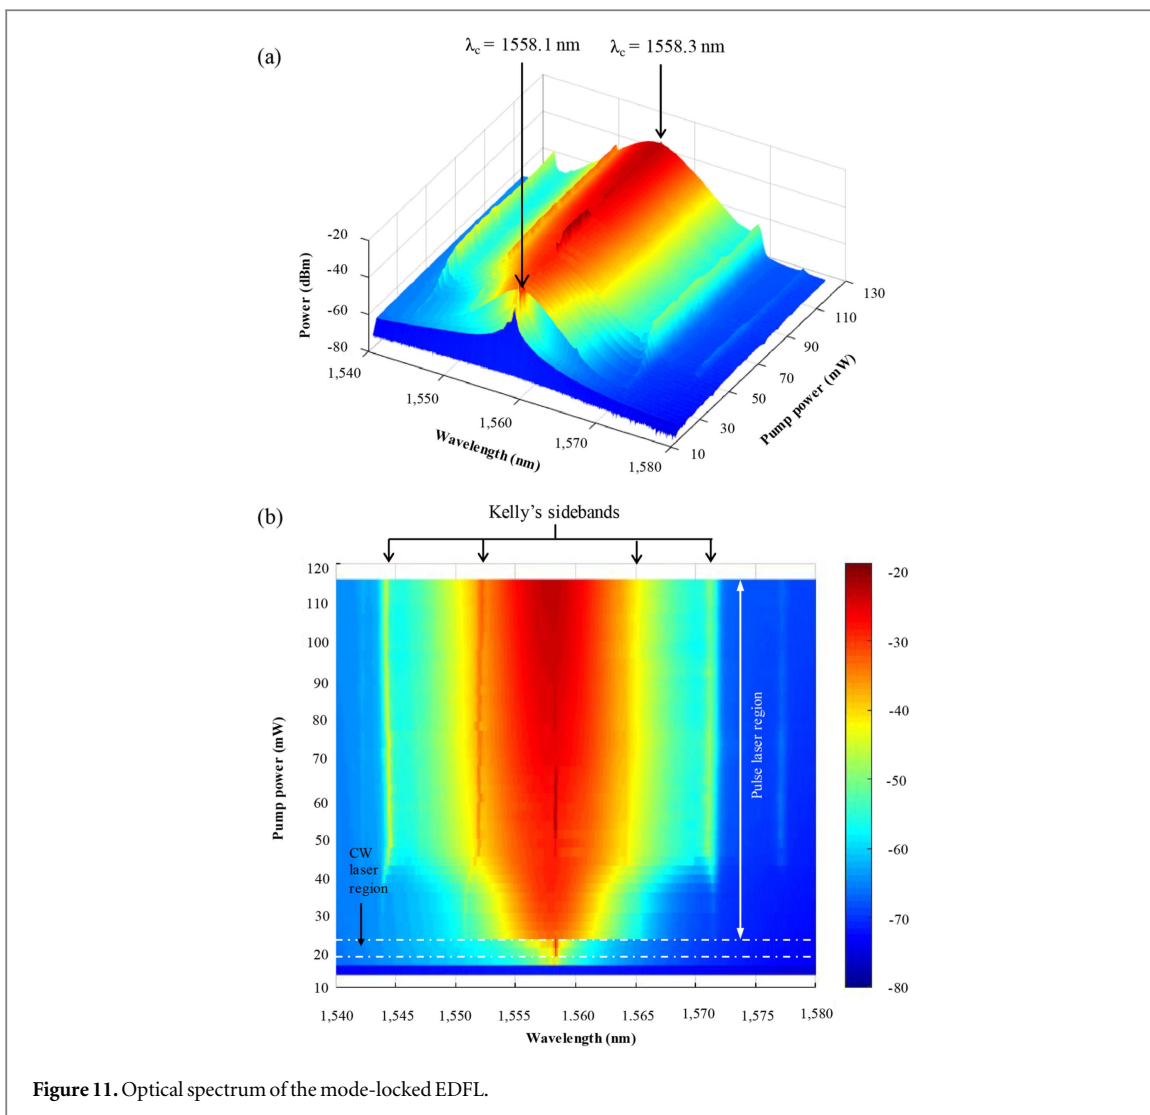 (a)
λc = 1558.1 nm λc = 1558.3 nm
-20
-40
-60
-80
Power (dBm)
1,540
1,550
1,560
1,570
1,580
Wavelength (nm)
10
30
50
70
90
110
130
Pump power (mW)
(b)
Kelly's sidebands
120
110
100
90
80
70
60
50
40
30
20
10
Pump power (mW)
CW
laser
region
Pulse laser region
-20
-30
-40
-50
-60
-70
-80
1,540 1,545 1,550 1,555 1,560 1,565 1,570 1,575 1,580
Wavelength (nm)
Figure 11. Optical spectrum of the mode-locked EDFL.